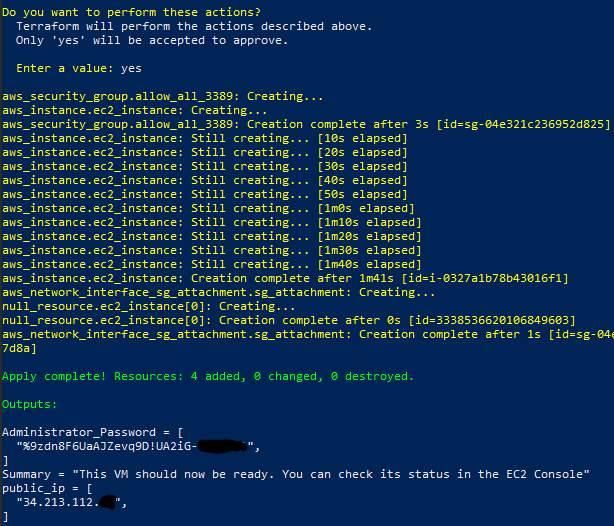 Do you want to perform these actions?
  Terraform will perform the actions described above.
  Only 'yes' will be accepted to approve.

  Enter a value: yes

aws_security_group.allow_all_3389: Creating...
aws_instance.ec2_instance: Creating...
aws_security_group.allow_all_3389: Creation complete after 3s [id=sg-04e321c236952d825]
aws_instance.ec2_instance: Still creating... [10s elapsed]
aws_instance.ec2_instance: Still creating... [20s elapsed]
aws_instance.ec2_instance: Still creating... [30s elapsed]
aws_instance.ec2_instance: Still creating... [40s elapsed]
aws_instance.ec2_instance: Still creating... [50s elapsed]
aws_instance.ec2_instance: Still creating... [1m0s elapsed]
aws_instance.ec2_instance: Still creating... [1m10s elapsed]
aws_instance.ec2_instance: Still creating... [1m20s elapsed]
aws_instance.ec2_instance: Still creating... [1m30s elapsed]
aws_instance.ec2_instance: Still creating... [1m40s elapsed]
aws_instance.ec2_instance: Creation complete after 1m41s [id=i-0327a1b78b43016f1]
aws_network_interface_sg_attachment.sg_attachment: Creating...
null_resource.ec2_instance[0]: Creating...
null_resource.ec2_instance[0]: Creation complete after 0s [id=3338536620106849603]
aws_network_interface_sg_attachment.sg_attachment: Creation complete after 1s [id=sg-04e
7d8a]

Apply complete! Resources: 4 added, 0 changed, 0 destroyed.

Outputs:

Administrator_Password = [
  "%9zdn8F6UaAJZevq9D!UA2iG-",
]
Summary = "This VM should now be ready. You can check its status in the EC2 Console"
public_ip = [
  "34.213.112.",
]